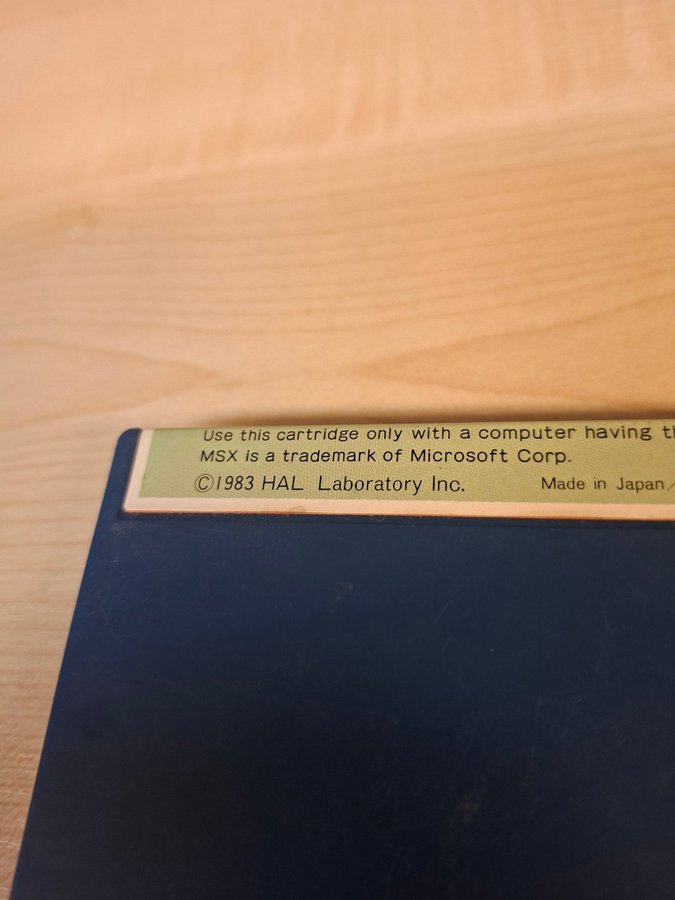 Use this cartridge only with a computer having th
MSX is a trademark of Microsoft Corp.
©1983 HAL Laboratory Inc. Made in Japan/